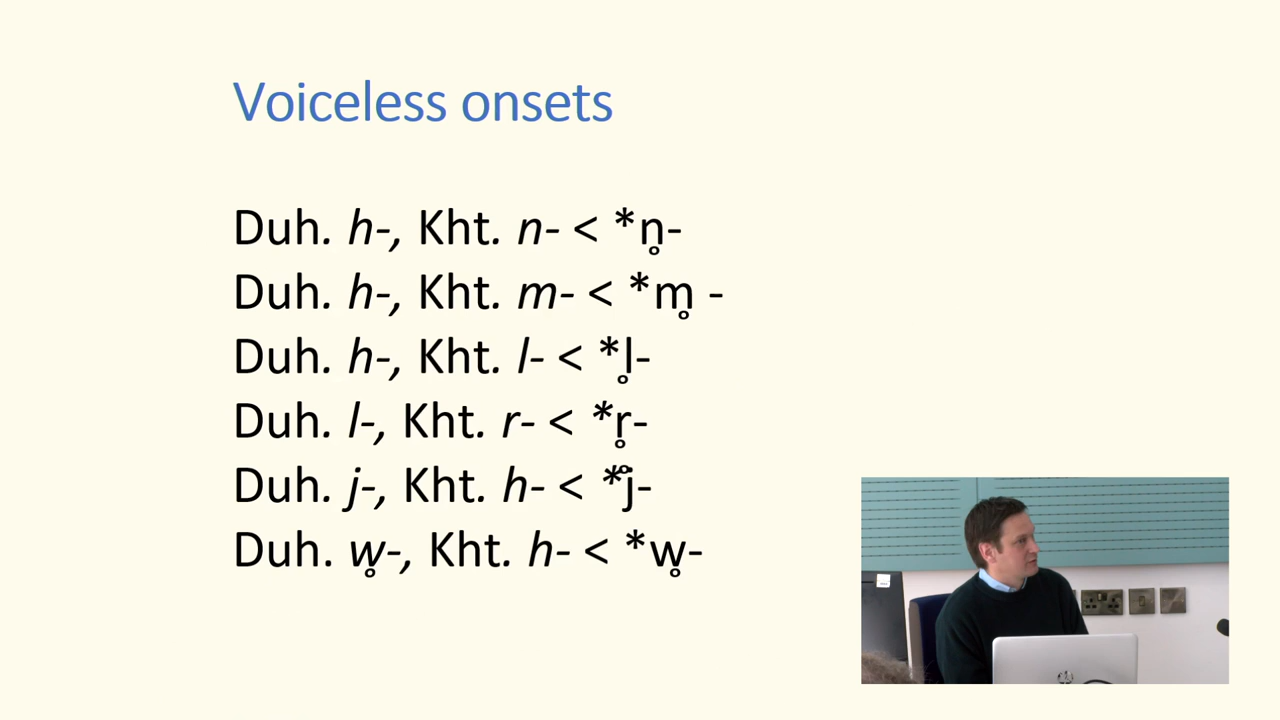 Voiceless onsets
Duh. h-, Kht. n- < *n̥-
Duh. h-, Kht. m- < *m̥ -
Duh. h-, Kht. l- < *l̥-
Duh. l-, Kht. r- < *r̥-
Duh. j-, Kht. h- < *j̊-
Duh. w̥-, Kht. h- < *w̥-